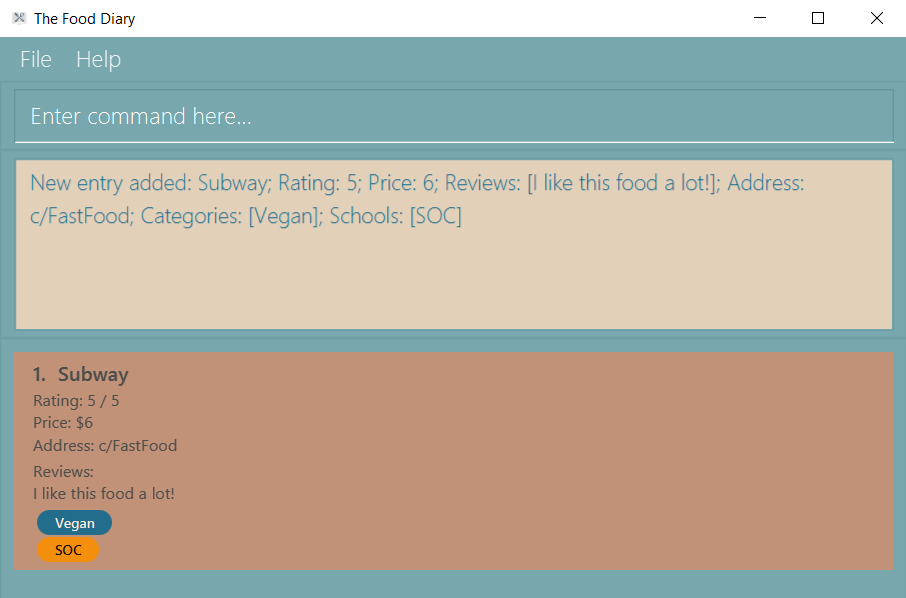 The Food Diary
File Help
Enter command here...
New entry added: Subway; Rating: 5; Price: 6; Reviews: [I like this food a lot!]; Address:
c/FastFood; Categories: [Vegan]; Schools: [SOC]
1. Subway
Rating: 5 / 5
Price: $6
Address: c/FastFood
Reviews:
I like this food a lot!
Vegan
SOC